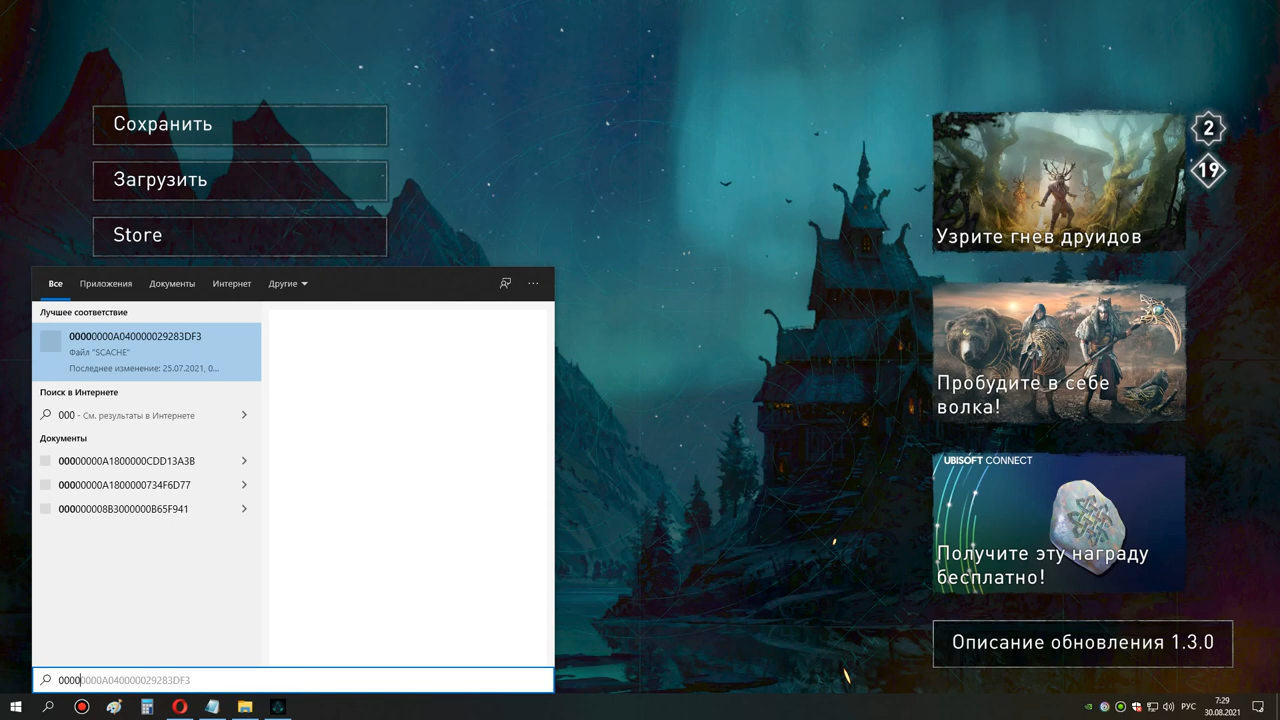 Сохранить
Загрузить
Store
2
19
Узрите гнев друидов
Пробудите в себе
волка!
UBISOFT CONNECT
Получите эту награду
бесплатно!
Описание обновления 1.3.0
Все Приложения Документы Интернет Другие
Лучшее соответствие
00000000A040000029283DF3
Файл "SCACHE"
Последнее изменение: 25.07.2021, 0...
Поиск в Интернете
000 - См. результаты в Интернете
Документы
00000000A1800000CDD13A3B
00000000A1800000734F6D77
000000008B3000000B65F941
00000000A040000029283DF3
РУС
7:29
30.08.2021